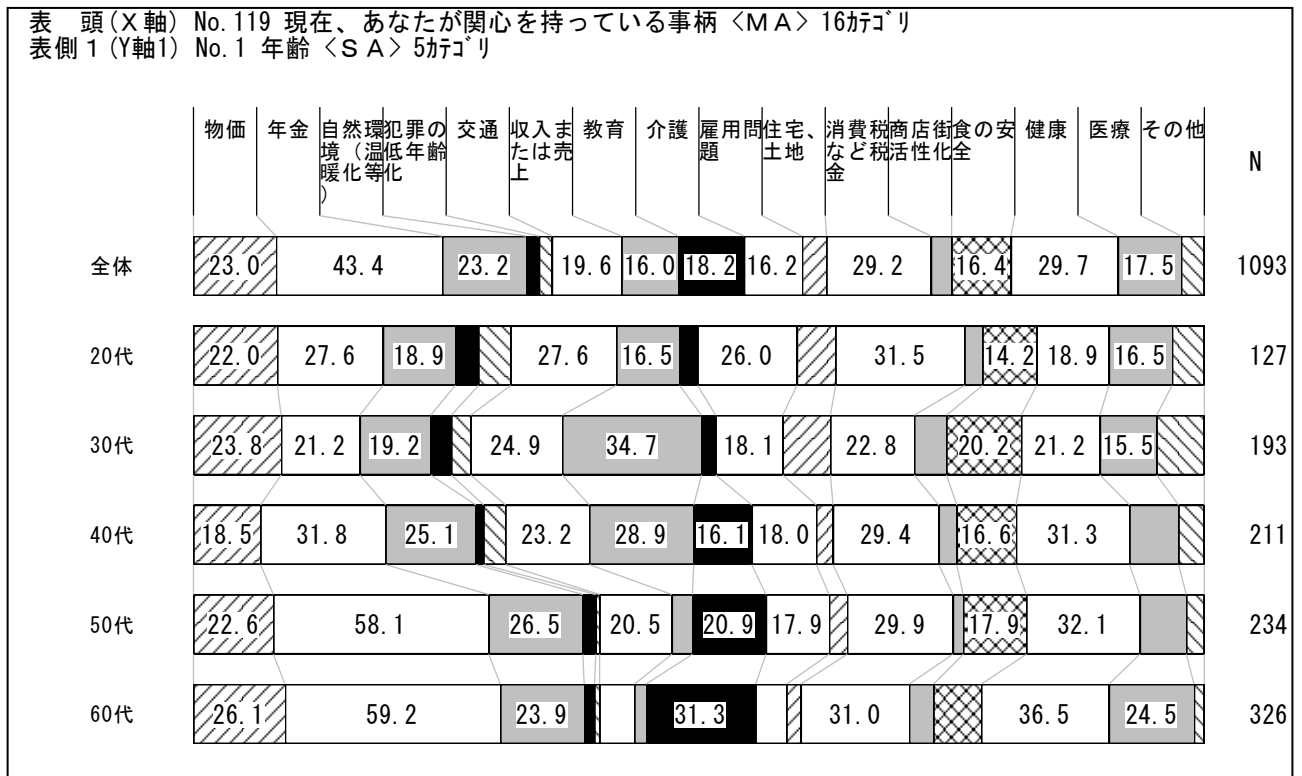 表　頭(X軸) No.119 現在、あなたが関心を持っている事柄 〈MA〉 16ｶﾃｺﾞﾘ
表側１(Y軸1) No.1 年齢 〈ＳＡ〉 5ｶﾃｺﾞﾘ
物価
年金
自然環
境（温
暖化等
）
犯罪の
低年齢
化
交通
収入ま
たは売
上
教育
介護
雇用問
題
住宅、
土地
消費税
など税
金
商店街
活性化
食の安
全
健康
医療
その他
N
全体 23.0 43.4 23.2 19.6 16.0 18.2 16.2 29.2 16.4 29.7 17.5 1093
20代 22.0 27.6 18.9 27.6 16.5 26.0 31.5 14.2 18.9 16.5 127
30代 23.8 21.2 19.2 24.9 34.7 18.1 22.8 20.2 21.2 15.5 193
40代 18.5 31.8 25.1 23.2 28.9 16.1 18.0 29.4 16.6 31.3 211
50代 22.6 58.1 26.5 20.5 20.9 17.9 29.9 17.9 32.1 234
60代 26.1 59.2 23.9 31.3 31.0 36.5 24.5 326